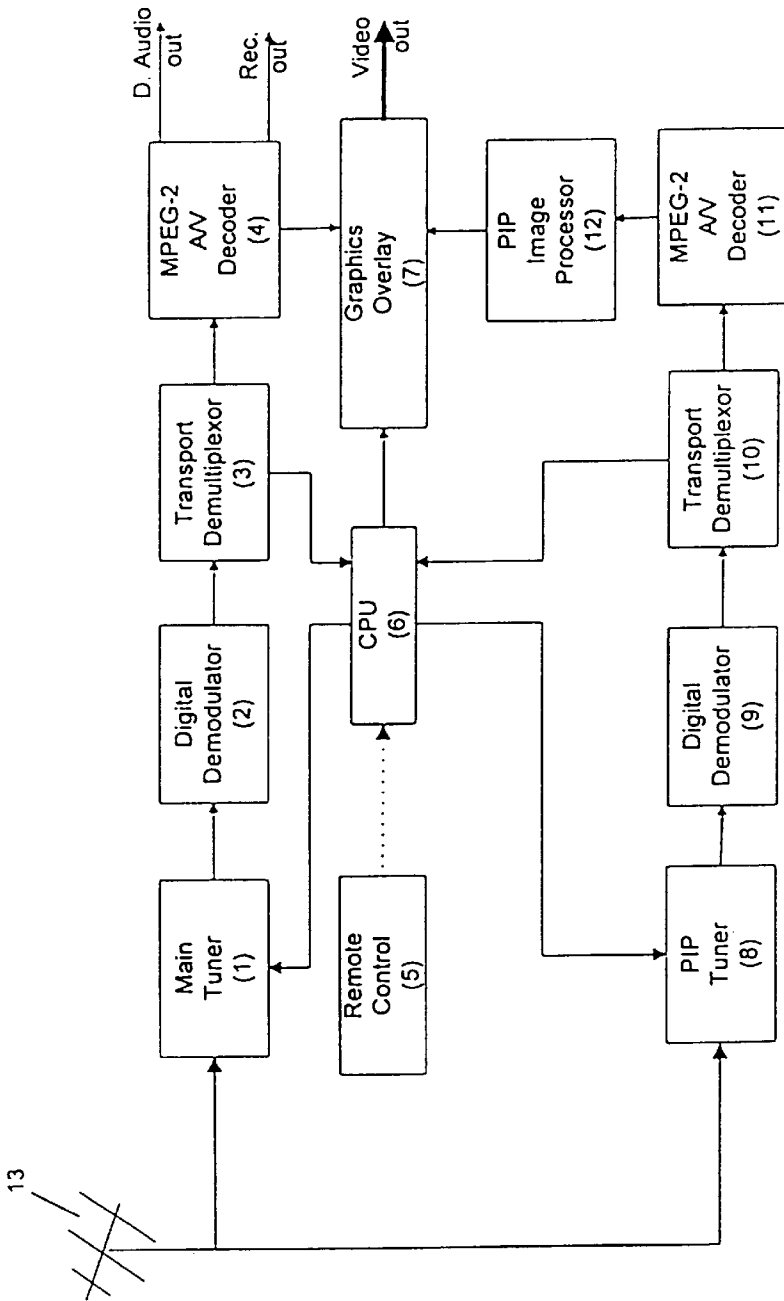 13
Main
Tuner
(1)
Digital
Demodulator
(2)
Transport
Demultiplexor
(3)
MPEG-2
A/V
Decoder
(4)
D. Audio
out
Rec.
out
Remote
Control
(5)
CPU
(6)
Graphics
Overlay
(7)
Video
out
PIP
Image
Processor
(12)
PIP
Tuner
(8)
Digital
Demodulator
(9)
Transport
Demultiplexor
(10)
MPEG-2
A/V
Decoder
(11)